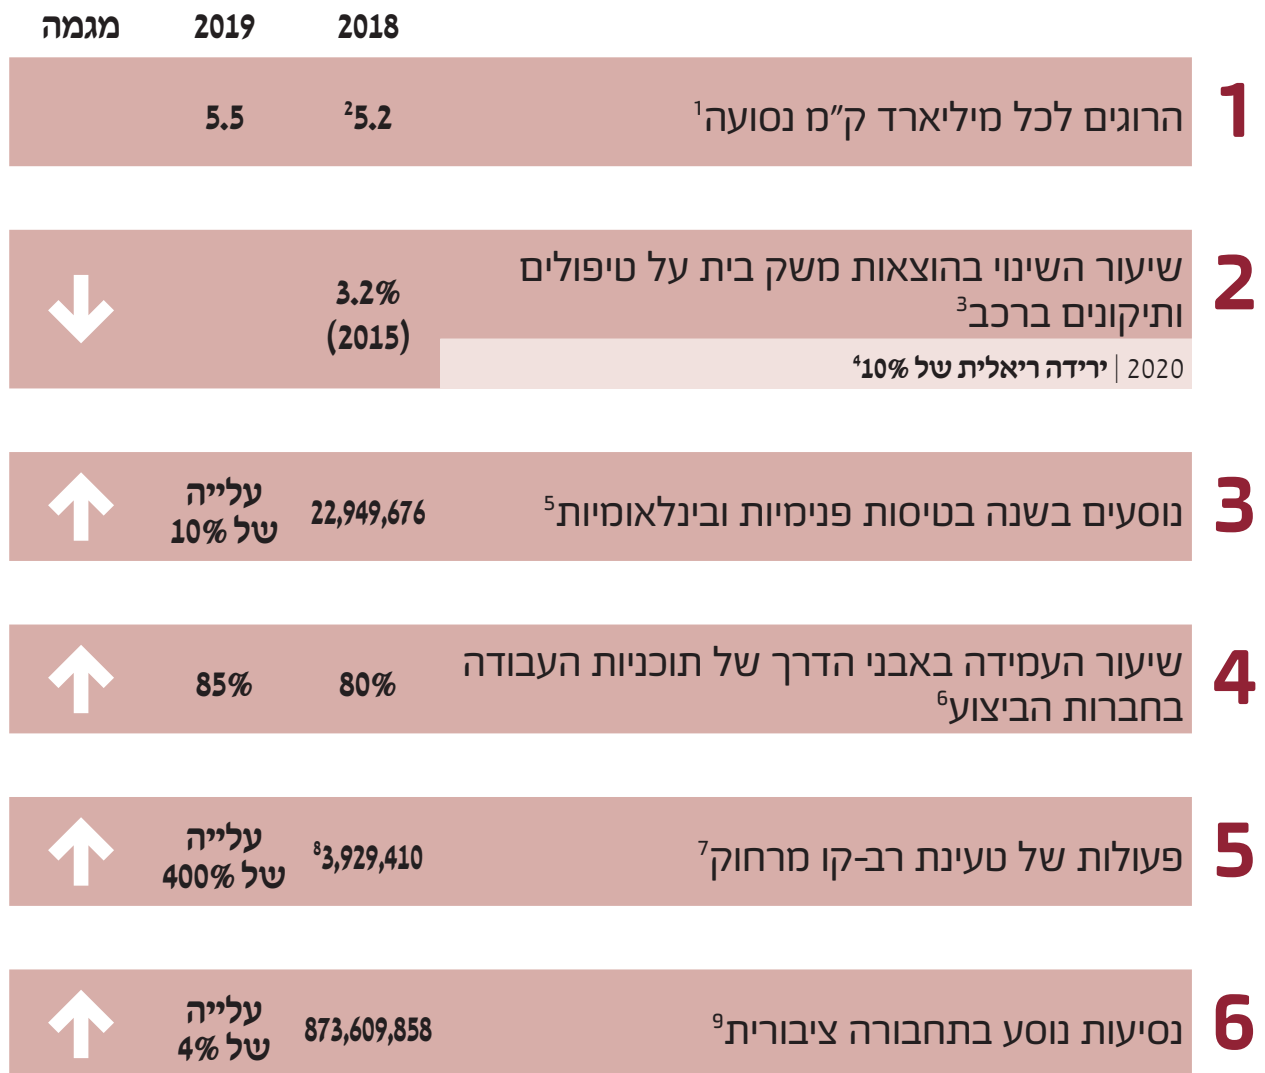 2018 2019 מגמה
1 הרוגים לכל מיליארד ק״מ נסועה¹ 5.2² 5.5
2 שיעור השינוי בהוצאות משק בית על טיפולים
ותיקונים ברכב³
3.2%
(2015)
2020 | ירידה ריאלית של 10%⁴
3 נוסעים בשנה בטיסות פנימיות ובינלאומיות⁵ 22,949,676
עלייה
של 10%
4 שיעור העמידה באבני הדרך של תוכניות העבודה
בחברות הביצוע⁶
80% 85%
5 פעולות של טעינת רב-קו מרחוק⁷ 3,929,410⁸
עלייה
של 400%
6 נסיעות נוסע בתחבורה ציבורית⁹ 873,609,858
עלייה
של 4%